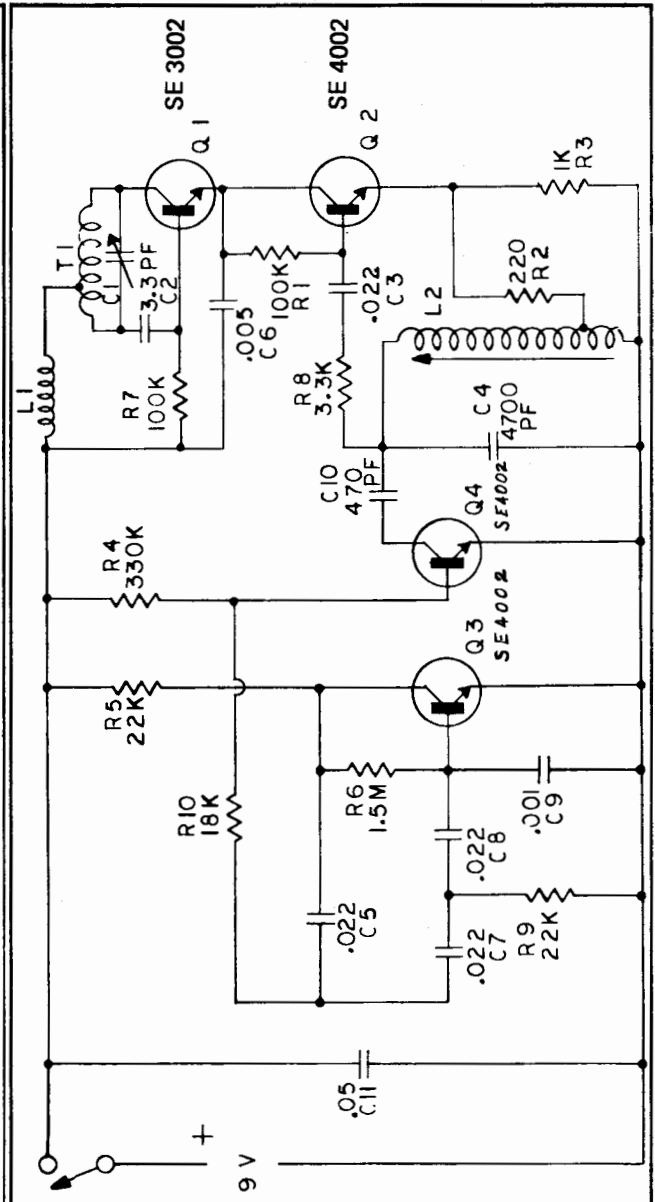 SE 3002
Q1
SE 4002
Q2
T1
C1
3.3PF
C2
L1
R7
100K
.005
C6
100K
R1
.022
C3
R8
3.3K
1K
R3
220
R2
L2
C4
4700
PF
C10
470
PF
Q4
SE4002
R4
330K
Q3
SE4002
R5
22K
R10
18K
R6
1.5M
.001
C9
.022
C8
.022
C5
.022
C7
R9
22K
.05
C11
+
9 V